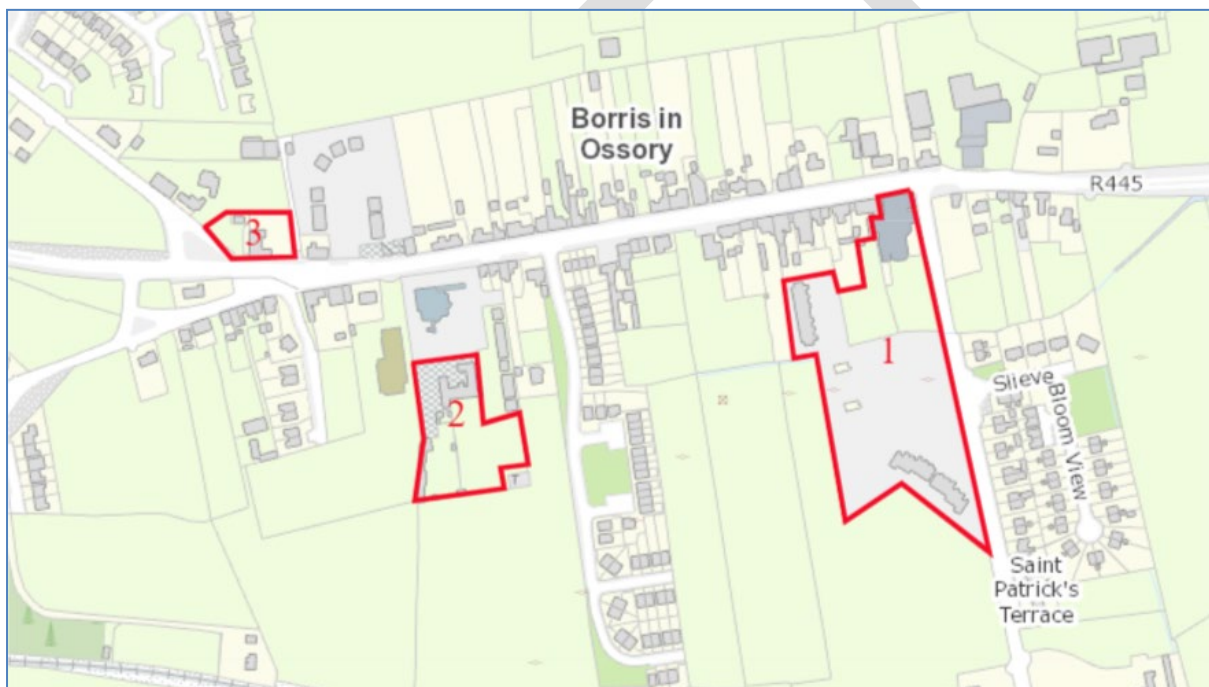 Borris in
Ossory
R445
3
1
Slieve
Bloom View
2
T
Saint
Patrick's
Terrace